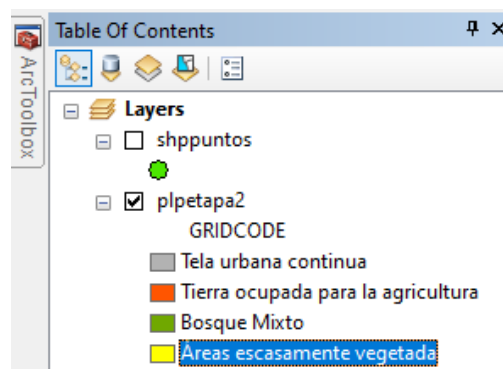 Table Of Contents
ArcToolbox
Layers
shppuntos
plpetapa2
GRIDCODE
Tela urbana continua
Tierra ocupada para la agricultura
Bosque Mixto
Áreas escasamente vegetada